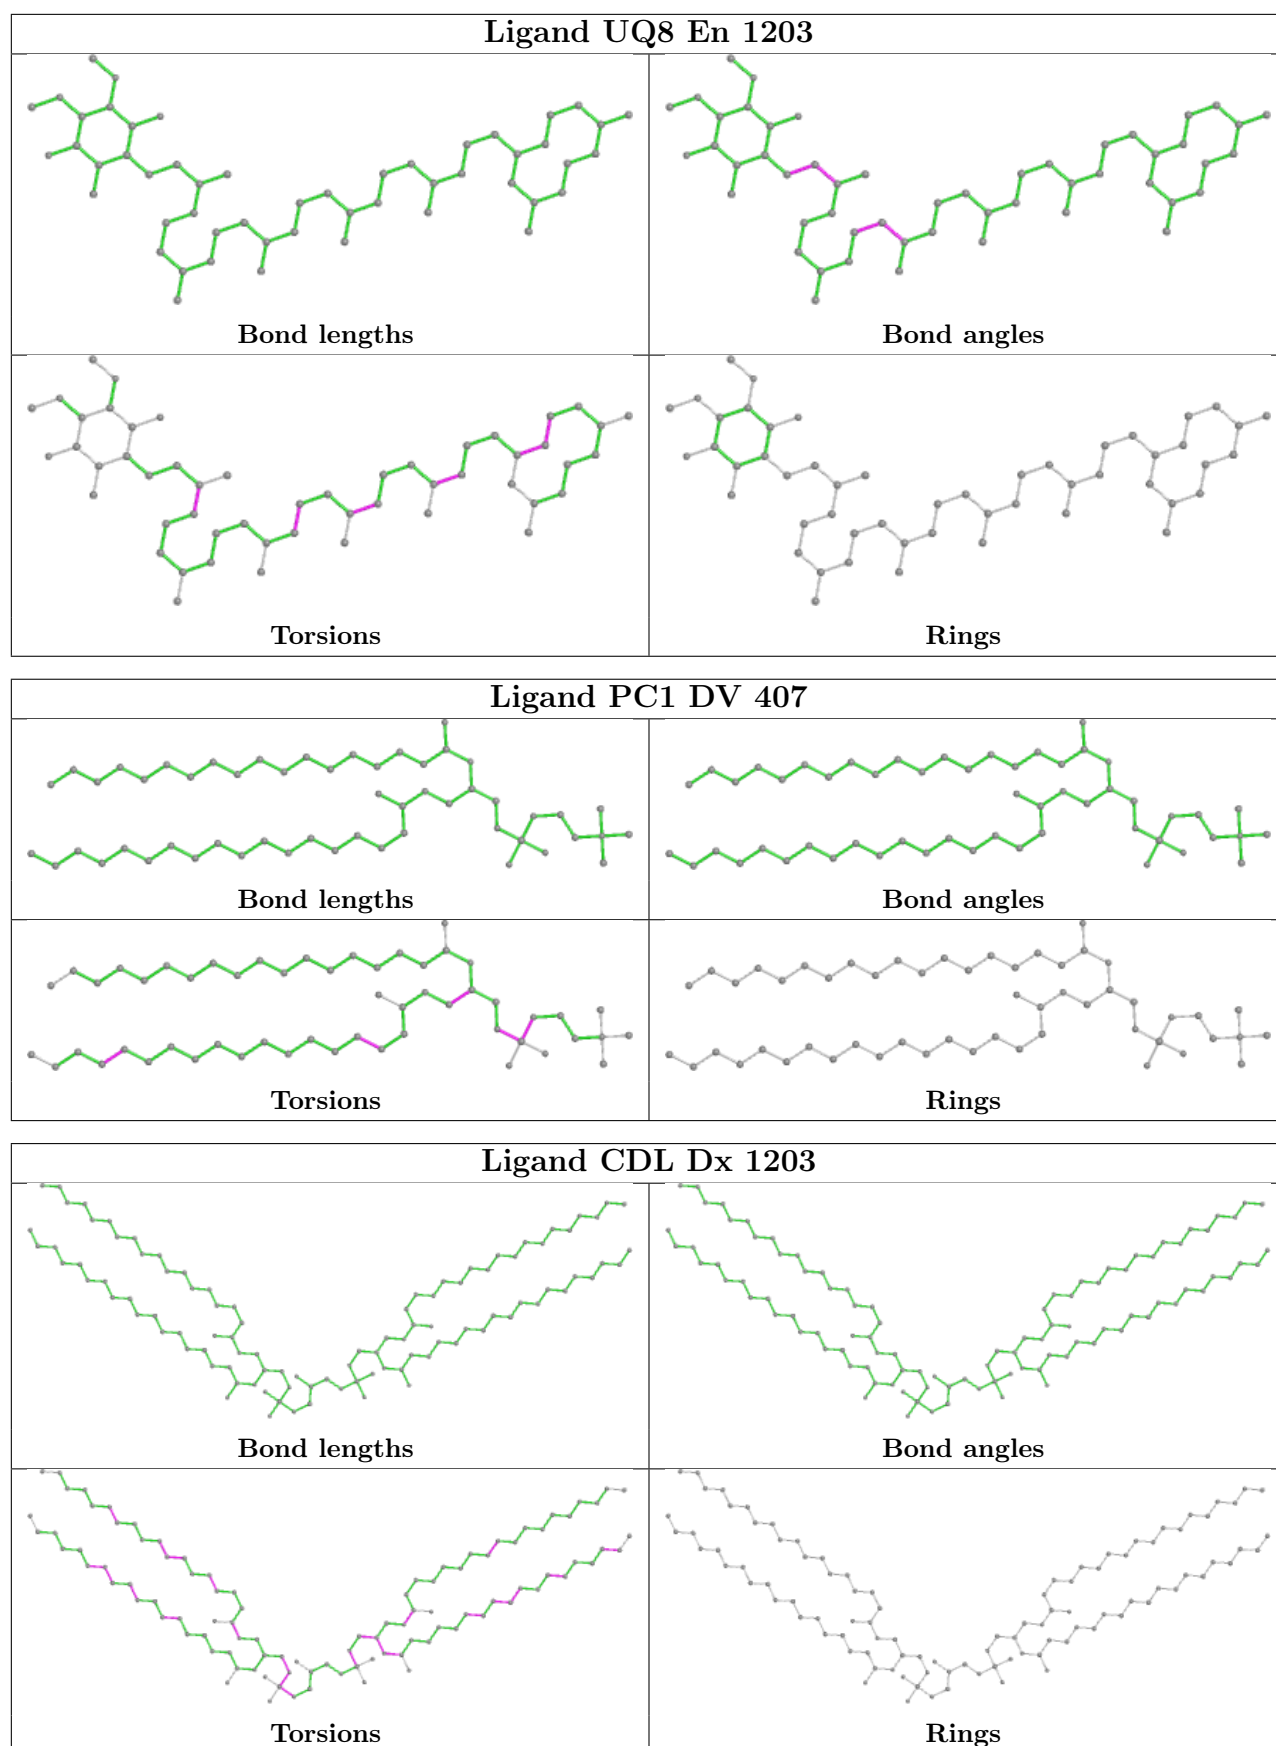 Ligand UQ8 En 1203
Bond lengths
Bond angles
Torsions
Rings
Ligand PC1 DV 407
Bond lengths
Bond angles
Torsions
Rings
Ligand CDL Dx 1203
Bond lengths
Bond angles
Torsions
Rings